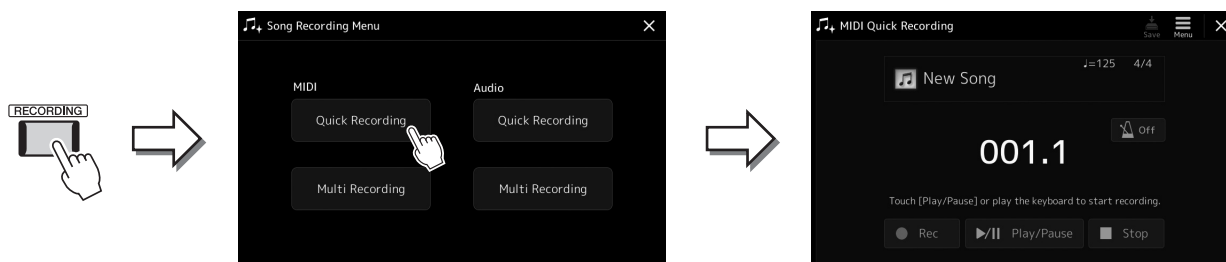 RECORDING
Song Recording Menu
MIDI Audio
Quick Recording Quick Recording
Multi Recording Multi Recording
MIDI Quick Recording Save Menu
New Song ♩=125 4/4
Off
001.1
Touch [Play/Pause] or play the keyboard to start recording.
Rec Play/Pause Stop